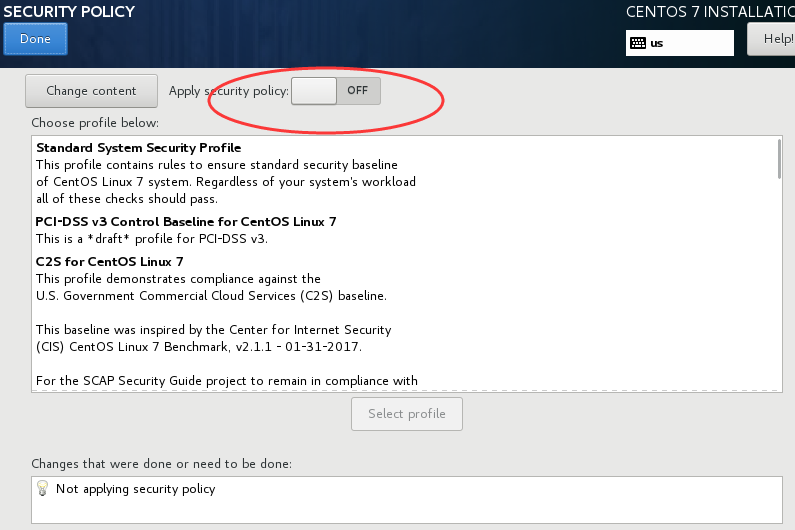 SECURITY POLICY
CENTOS 7 INSTALLATIO
Done
us
Help!
Change content
Apply security policy:
OFF
Choose profile below:
Standard System Security Profile
This profile contains rules to ensure standard security baseline
of CentOS Linux 7 system. Regardless of your system's workload
all of these checks should pass.
PCI-DSS v3 Control Baseline for CentOS Linux 7
This is a *draft* profile for PCI-DSS v3.
C2S for CentOS Linux 7
This profile demonstrates compliance against the
U.S. Government Commercial Cloud Services (C2S) baseline.
This baseline was inspired by the Center for Internet Security
(CIS) CentOS Linux 7 Benchmark, v2.1.1 - 01-31-2017.
For the SCAP Security Guide project to remain in compliance with
Select profile
Changes that were done or need to be done:
Not applying security policy